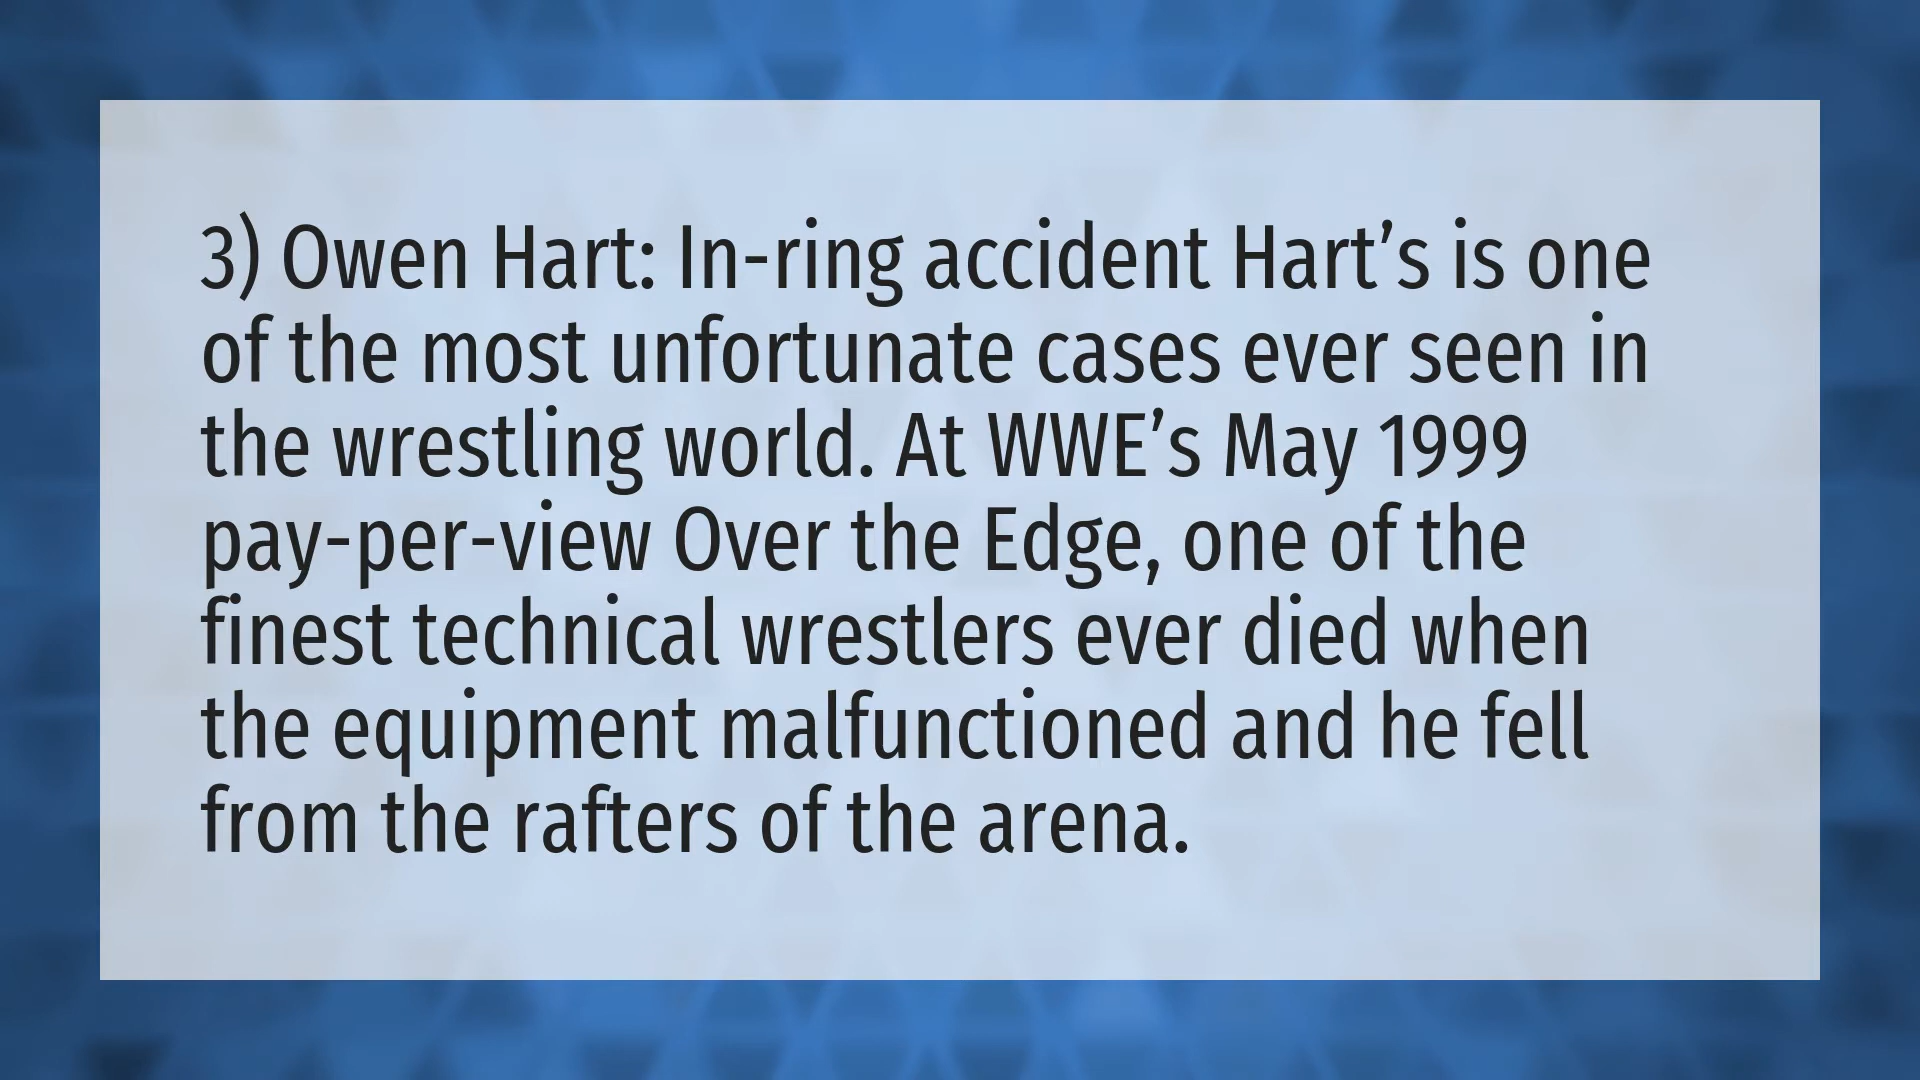 3) Owen Hart: In-ring accident Hart’s is one
of the most unfortunate cases ever seen in
the wrestling world. At WWE’s May 1999
pay-per-view Over the Edge, one of the
finest technical wrestlers ever died when
the equipment malfunctioned and he fell
from the rafters of the arena.